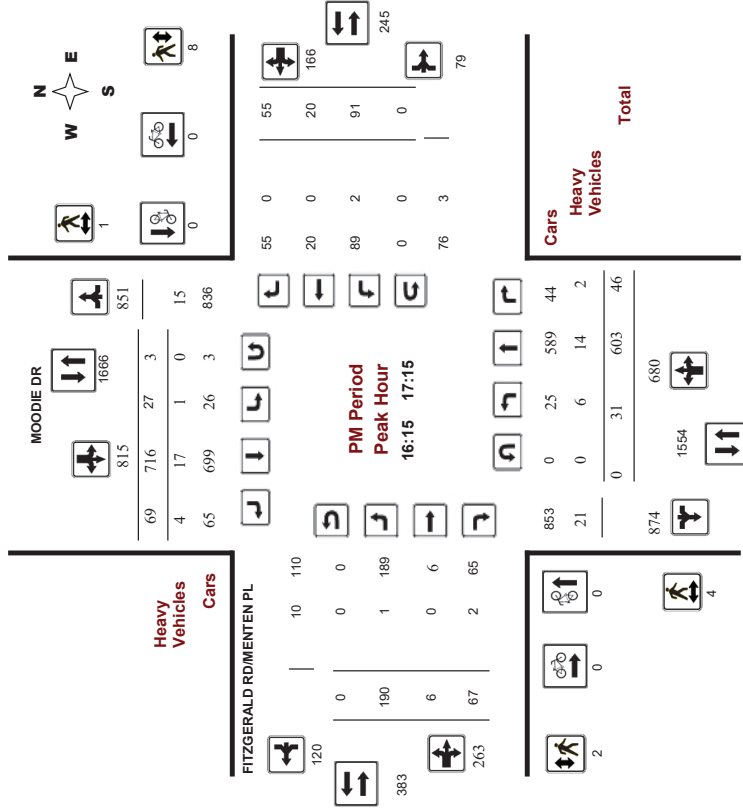 N
W E
S
8
0
1
0
MOODIE DR
1666
815
851
69 716 27 3
4 17 1 0 15
65 699 26 3 836
Heavy
Vehicles
Cars
FITZGERALD RD/MENTEN PL
120
10 110
0 0 0
190 1 189
6 0 6
67 2 65
383
263
PM Period
Peak Hour
16:15 17:15
55 0 55
20 0 20
89 2 91
0 0 0
76 3
166
245
79
Cars
Heavy
Vehicles
Total
853 0 25 589 44
21 0 6 14 2
0 31 603 46
874
680
1554
0
0
2
4